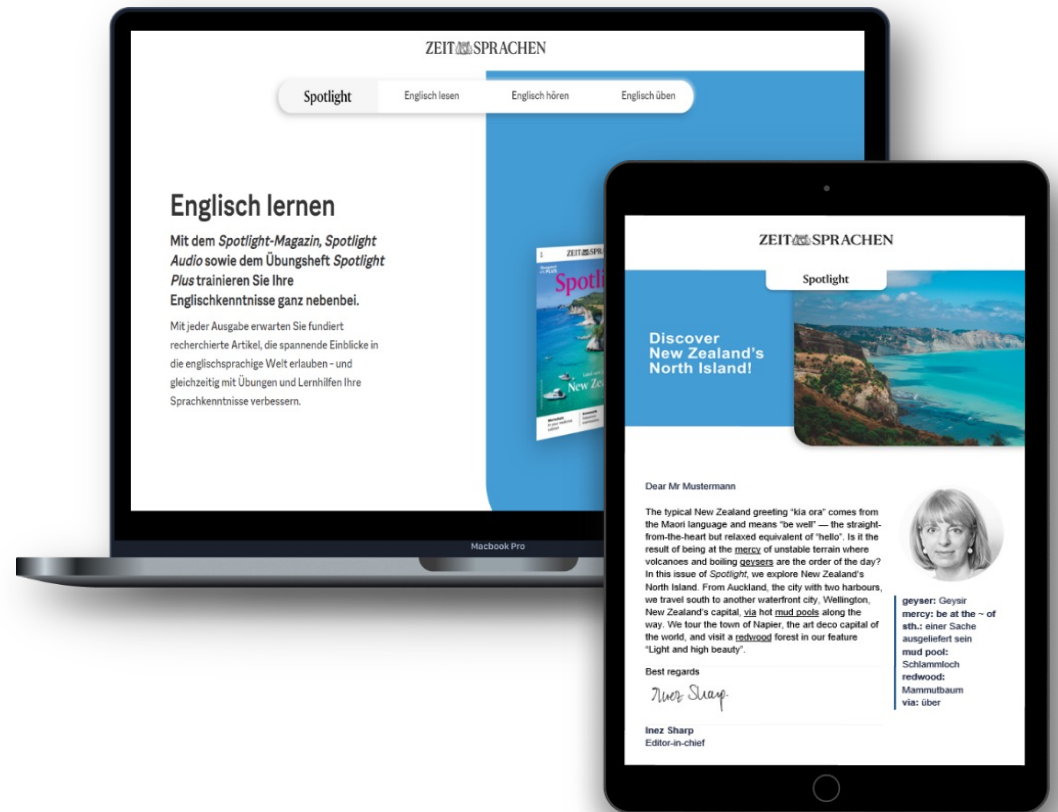 ZEIT SPRACHEN
Spotlight
Englisch lesen
Englisch hören
Englisch üben
Englisch lernen
Mit dem Spotlight-Magazin, Spotlight
Audio sowie dem Übungsheft Spotlight
Plus trainieren Sie Ihre
Englischkenntnisse ganz nebenbei.
Mit jeder Ausgabe erwarten Sie fundiert
recherchierte Artikel, die spannende Einblicke in
die englischsprachige Welt erlauben – und
gleichzeitig mit Übungen und Lernhilfen Ihre
Sprachkenntnisse verbessern.
Macbook Pro
ZEIT SPRACHEN
Spotlight
Discover
New Zealand's
North Island!
Dear Mr Mustermann
The typical New Zealand greeting "kia ora" comes from
the Maori language and means "be well" — the straight-
from-the-heart but relaxed equivalent of "hello". Is it the
result of being at the mercy of unstable terrain where
volcanoes and boiling geysers are the order of the day?
In this issue of Spotlight, we explore New Zealand's
North Island. From Auckland, the city with two harbours,
we travel south to another waterfront city, Wellington,
New Zealand's capital, via hot mud pools along the
way. We tour the town of Napier, the art deco capital of
the world, and visit a redwood forest in our feature
"Light and high beauty".
Best regards
Inez Sharp
Inez Sharp
Editor-in-chief
geyser: Geysir
mercy: be at the ~ of
sth.: einer Sache
ausgeliefert sein
mud pool:
Schlammloch
redwood:
Mammutbaum
via: über